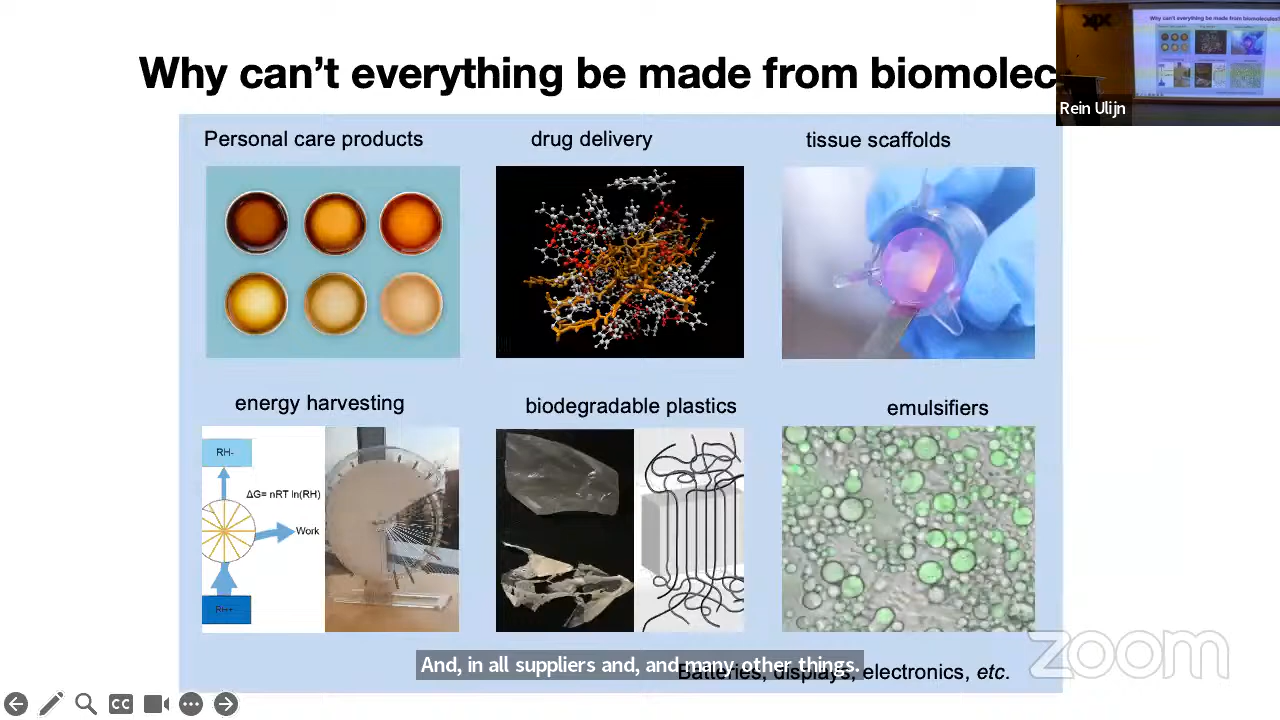 Why can't everything be made from biomolec
Why can't everything be made from biomolecules?
Rein Ulijn
Personal care products
drug delivery
tissue scaffolds
energy harvesting
biodegradable plastics
emulsifiers
RH-
ΔG= nRT ln(RH)
Work
RH+
And, in all suppliers and, and many other things.
Batteries, displays, electronics, etc.
CC
zoom